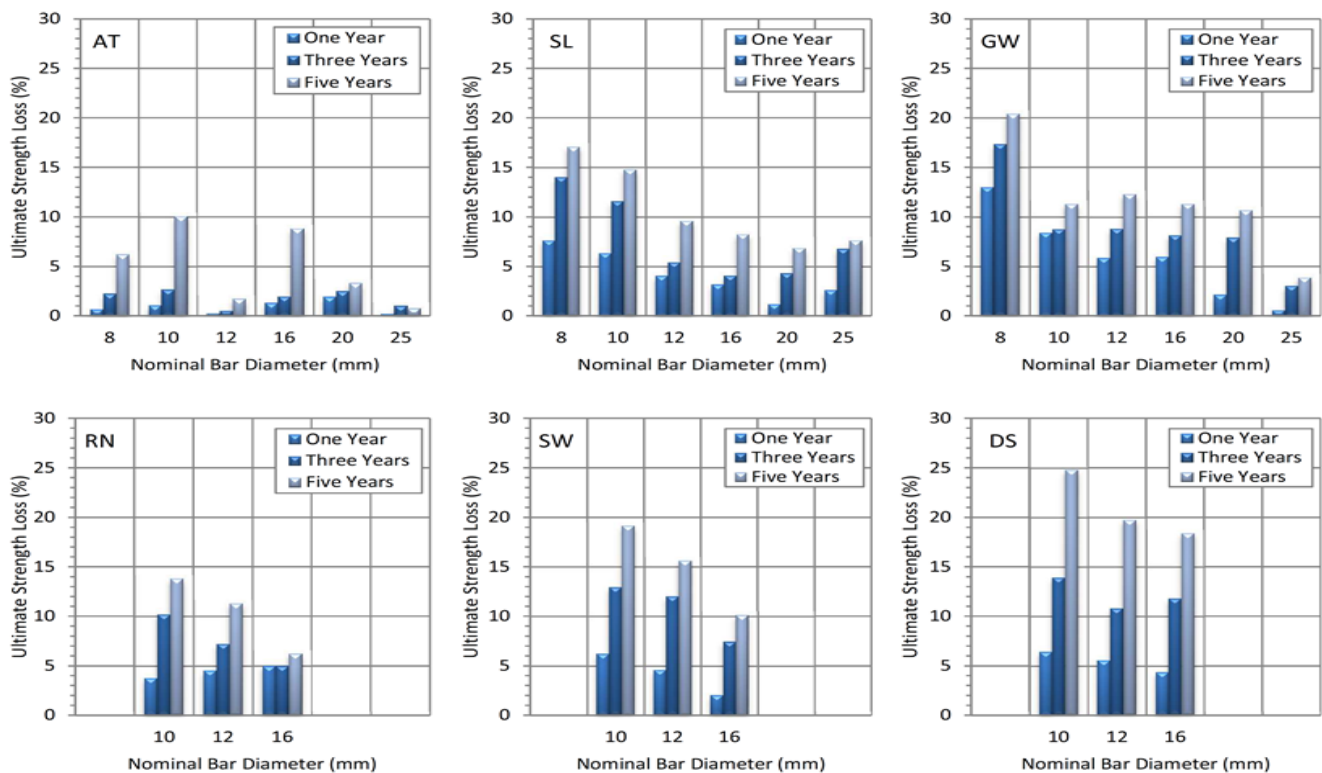 AT
One Year
Three Years
Five Years
Ultimate Strength Loss (%)
30
25
20
15
10
5
0
8 10 12 16 20 25
Nominal Bar Diameter (mm)
SL
One Year
Three Years
Five Years
Ultimate Strength Loss (%)
30
25
20
15
10
5
0
8 10 12 16 20 25
Nominal Bar Diameter (mm)
GW
One Year
Three Years
Five Years
Ultimate Strength Loss (%)
30
25
20
15
10
5
0
8 10 12 16 20 25
Nominal Bar Diameter (mm)
RN
One Year
Three Years
Five Years
Ultimate Strength Loss (%)
30
25
20
15
10
5
0
10 12 16
Nominal Bar Diameter (mm)
SW
One Year
Three Years
Five Years
Ultimate Strength Loss (%)
30
25
20
15
10
5
0
10 12 16
Nominal Bar Diameter (mm)
DS
One Year
Three Years
Five Years
Ultimate Strength Loss (%)
30
25
20
15
10
5
0
10 12 16
Nominal Bar Diameter (mm)